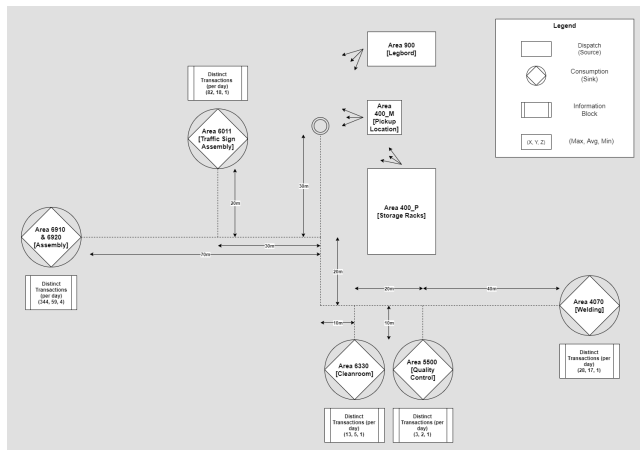 Legend
Dispatch
(Source)
Consumption
(Sink)
Information
Block
(X, Y, Z)
(Max, Avg, Min)
Area 900
[Legbord]
Area
400_M
[Pickup
Location]
Area 400_P
[Storage Racks]
Distinct
Transactions
(per day)
(82, 18, 1)
Area 6011
[Traffic Sign
Assembly]
20m
30m
Area 6910
& 6920
[Assembly]
30m
70m
Distinct
Transactions
(per day)
(344, 59, 4)
20m
20m
40m
10m
10m
Area 4070
[Welding]
Distinct
Transactions (per
day)
(28, 17, 1)
Area 6330
[Cleanroom]
Area 5500
[Quality
Control]
Distinct
Transactions (per
day)
(13, 5, 1)
Distinct
Transactions (per
day)
(3, 2, 1)